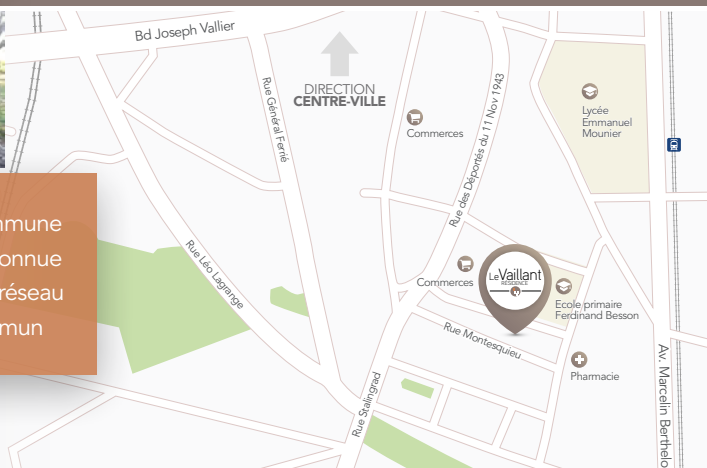 Bd Joseph Vallier
DIRECTION
CENTRE-VILLE
Rue Général Ferrié
Commerces
Rue des Déportés du 11 Nov 1943
Lycée
Emmanuel
Mounier
mmune
onnue
réseau
mun
Rue Léo Lagrange
Commerces
Le Vaillant
RÉSIDENCE
Ecole primaire
Ferdinand Besson
Rue Montesquieu
Pharmacie
Rue Stalingrad
Av. Marcelin Berthelo